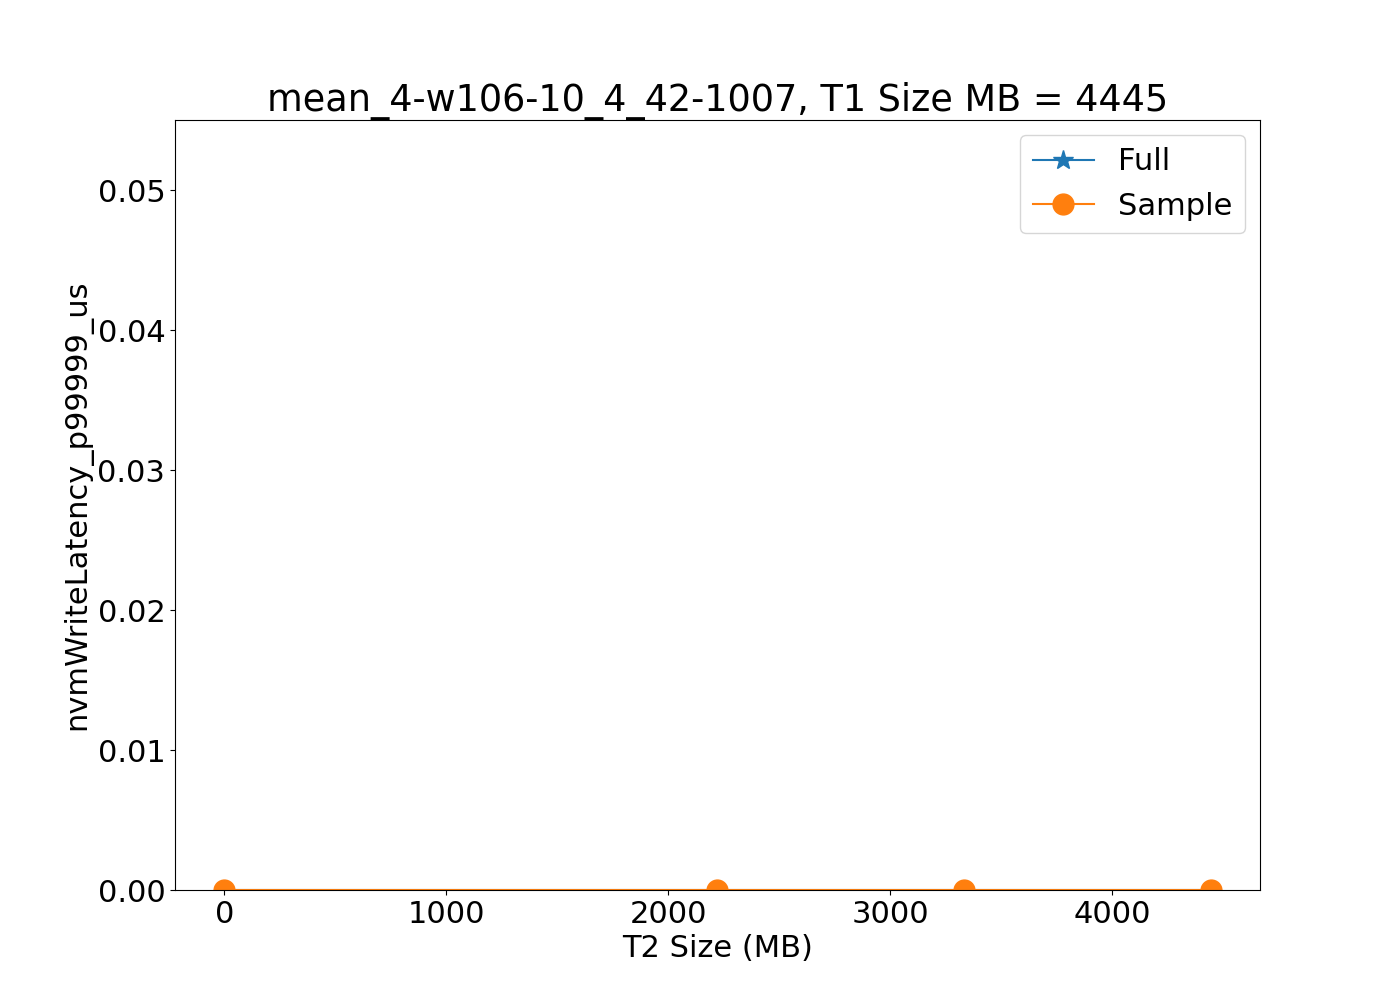 mean_4-w106-10_4_42-1007, T1 Size MB = 4445
Full
Sample
nvmWriteLatency_p99999_us
0.05
0.04
0.03
0.02
0.01
0.00
0
1000
2000
3000
4000
T2 Size (MB)